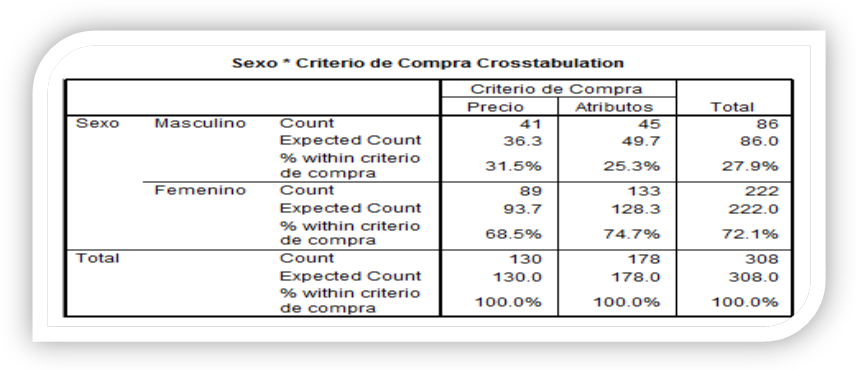 Sexo * Criterio de Compra Crosstabulation
Criterio de Compra
Precio Atributos Total
Sexo Masculino Count 41 45 86
Expected Count 36.3 49.7 86.0
% within criterio
de compra 31.5% 25.3% 27.9%
Femenino Count 89 133 222
Expected Count 93.7 128.3 222.0
% within criterio
de compra 68.5% 74.7% 72.1%
Total Count 130 178 308
Expected Count 130.0 178.0 308.0
% within criterio
de compra 100.0% 100.0% 100.0%